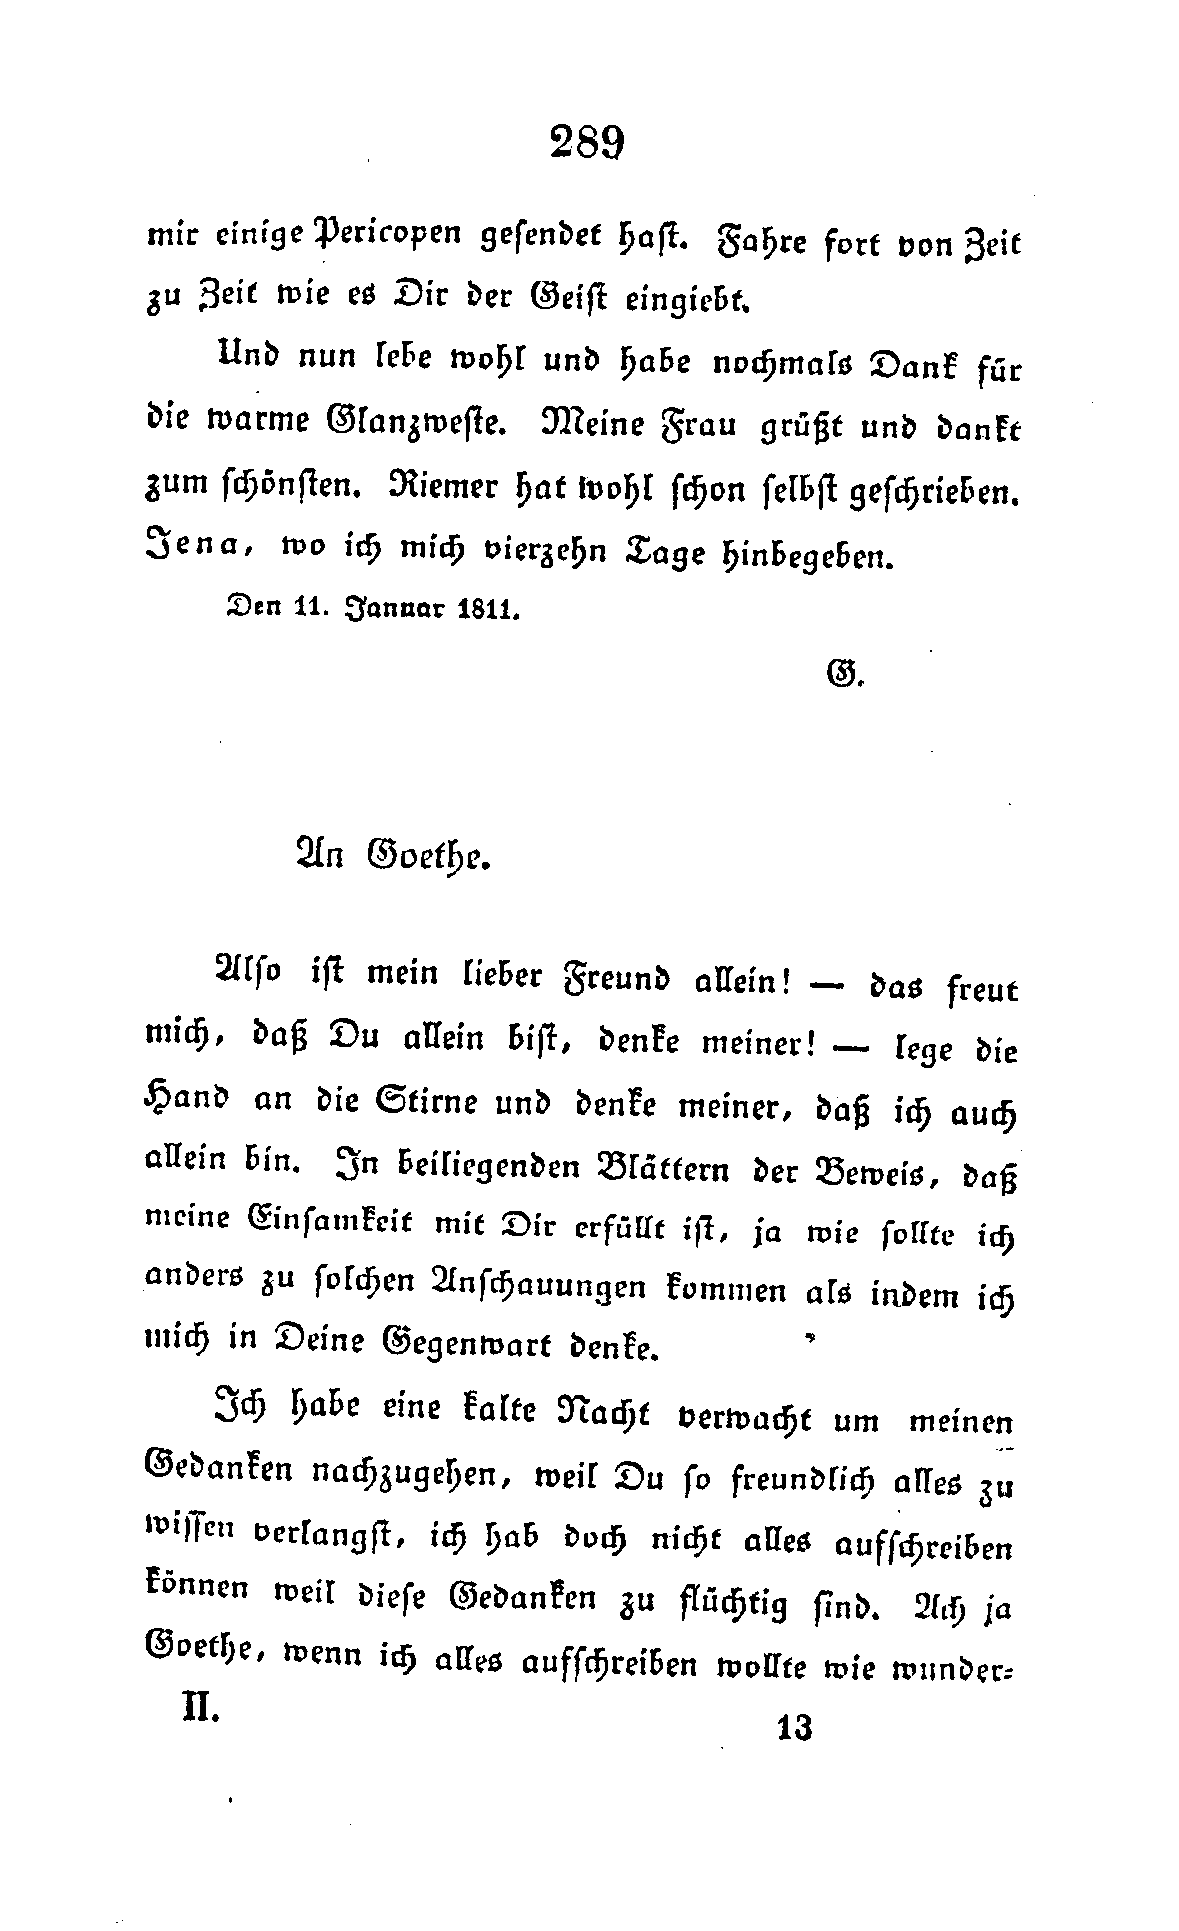 289
mir einige Pericopen geſendet haſt. Fahre fort von Zeit
zu Zeit wie es Dir der Geiſt eingiebt.
Und nun lebe wohl und habe nochmals Dank für
die warme Glanzweſte. Meine Frau grüßt und dankt
zum ſchönſten. Riemer hat wohl ſchon ſelbſt geſchrieben.
Jena, wo ich mich vierzehn Tage hinbegeben.
Den 11. Januar 1811.
G.
An Goethe.
Alſo iſt mein lieber Freund allein! — das freut
mich, daß Du allein biſt, denke meiner! — lege die
Hand an die Stirne und denke meiner, daß ich auch
allein bin. In beiliegenden Blättern der Beweis, daß
meine Einſamkeit mit Dir erfüllt iſt, ja wie ſollte ich
anders zu ſolchen Anſchauungen kommen als indem ich
mich in Deine Gegenwart denke.
Ich habe eine kalte Nacht verwacht um meinen
Gedanken nachzugehen, weil Du ſo freundlich alles zu
wiſſen verlangſt, ich hab doch nicht alles aufſchreiben
können weil dieſe Gedanken zu flüchtig ſind. Ach ja
Goethe, wenn ich alles aufſchreiben wollte wie wunder-
II.
13